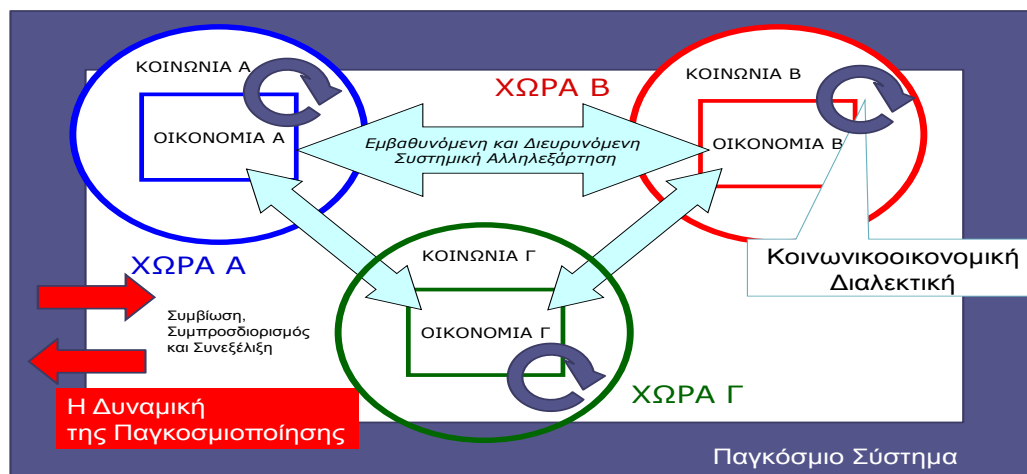 ΚΟΙΝΩΝΙΑ Α
ΟΙΚΟΝΟΜΙΑ Α
ΧΩΡΑ Α
ΧΩΡΑ Β
ΚΟΙΝΩΝΙΑ Β
ΟΙΚΟΝΟΜΙΑ Β
Εμβαθυνόμενη και Διευρυνόμενη
Συστημική Αλληλεξάρτηση
Κοινωνικοοικονομική
Διαλεκτική
ΚΟΙΝΩΝΙΑ Γ
ΟΙΚΟΝΟΜΙΑ Γ
ΧΩΡΑ Γ
Συμβίωση,
Συμπροσδιορισμός
και Συνεξέλιξη
Η Δυναμική
της Παγκοσμιοποίησης
Παγκόσμιο Σύστημα